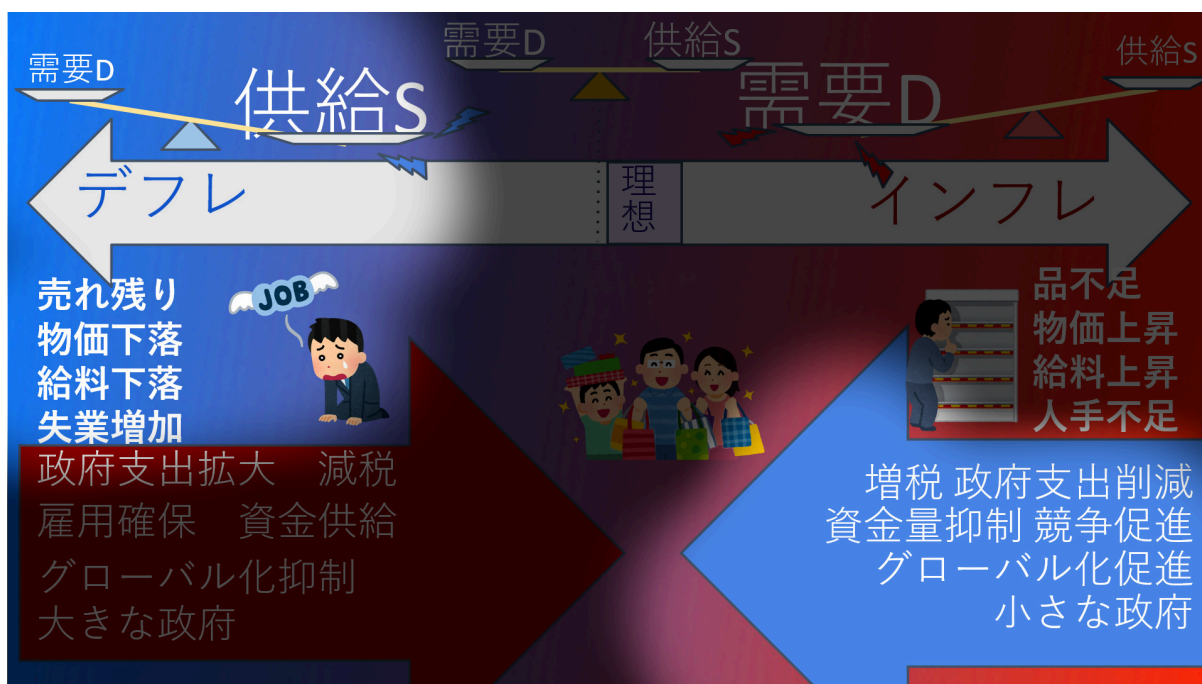 需要D 供給S
需要D 供給S
需要D 供給S
デフレ
理想
インフレ
売れ残り
物価下落
給料下落
失業増加
JOB
品不足
物価上昇
給料上昇
人手不足
政府支出拡大 減税
雇用確保 資金供給
グローバル化抑制
大きな政府
増税 政府支出削減
資金量抑制 競争促進
グローバル化促進
小さな政府